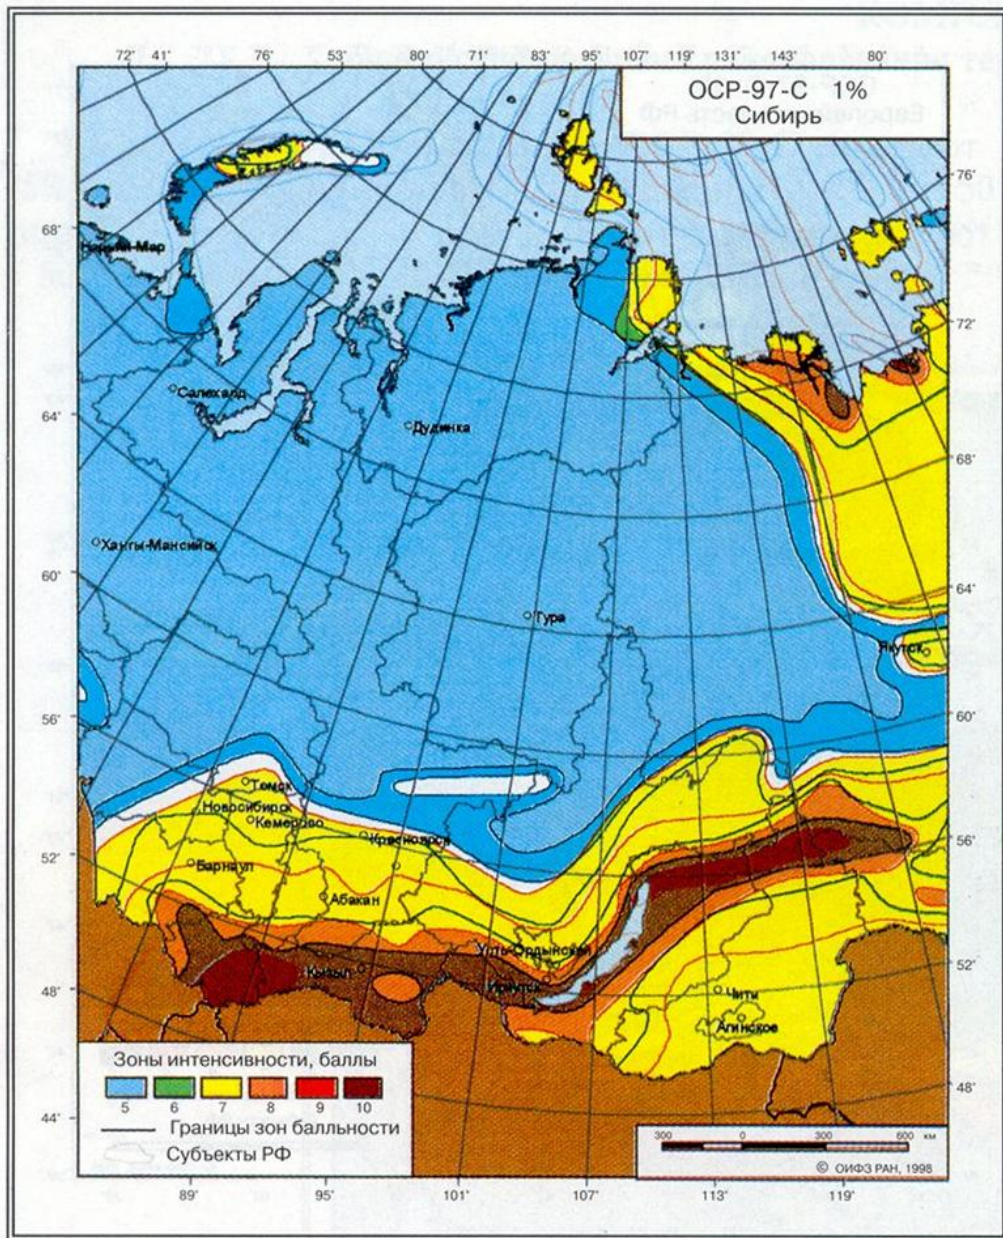 72° 41° 76° 53° 80° 83° 95° 107° 119° 131° 143° 80°
ОСР-97-С 1%
Сибирь
76°
68°
Нарьян-Мар
72°
Салехард
64°
Дудинка
68°
Ханты-Мансийск
60°
64°
Тура
Якутск
56°
60°
Томск
Новосибирск
Кемерово
Красноярск
52°
56°
Барнаул
Абакан
Усть-Ордынский
Кызыл
Иркутск
52°
48°
Чита
Агинское
Зоны интенсивности, баллы
5 6 7 8 9 10
48°
44°
Границы зон балльности
Субъекты РФ
300 0 300 600 км
© ОИФЗ РАН, 1998
89° 95° 101° 107° 113° 119°